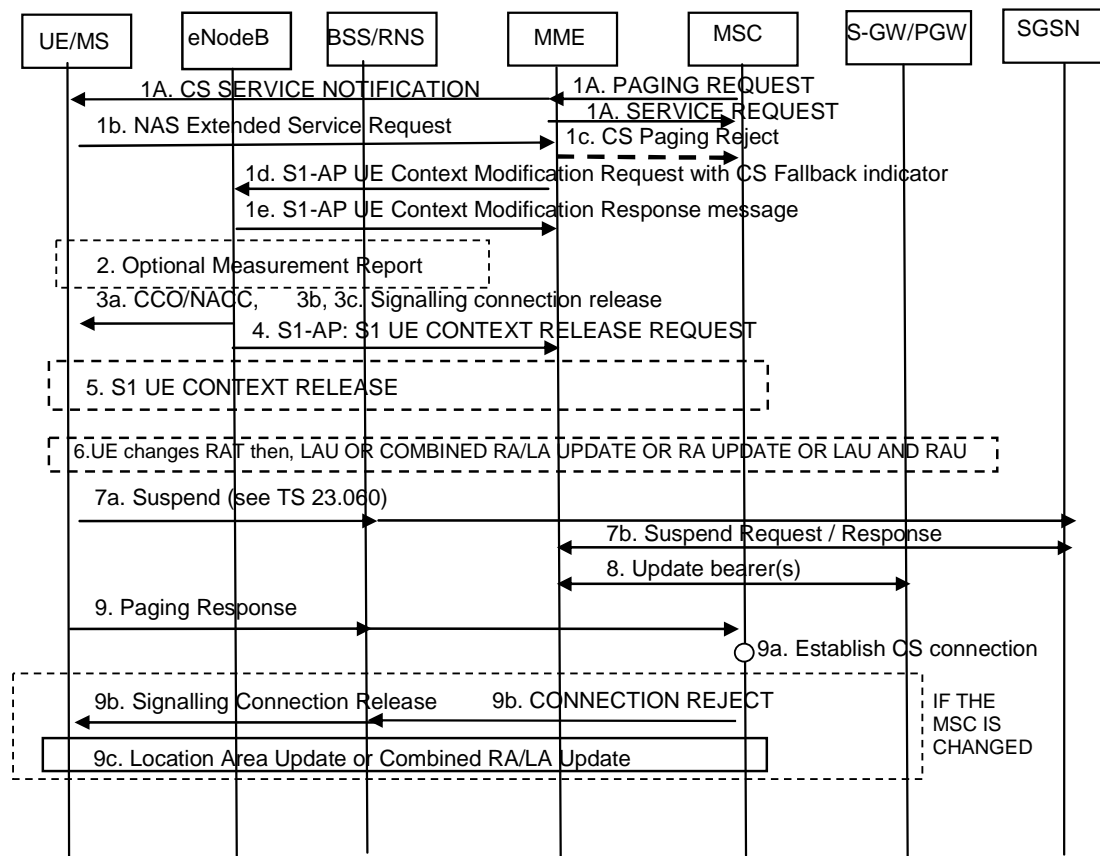 UE/MS
eNodeB
BSS/RNS
MME
MSC
S-GW/PGW
SGSN
1A. CS SERVICE NOTIFICATION
1A. PAGING REQUEST
1A. SERVICE REQUEST
1b. NAS Extended Service Request
1c. CS Paging Reject
1d. S1-AP UE Context Modification Request with CS Fallback indicator
1e. S1-AP UE Context Modification Response message
2. Optional Measurement Report
3a. CCO/NACC, 3b, 3c. Signalling connection release
4. S1-AP: S1 UE CONTEXT RELEASE REQUEST
5. S1 UE CONTEXT RELEASE
6.UE changes RAT then, LAU OR COMBINED RA/LA UPDATE OR RA UPDATE OR LAU AND RAU
7a. Suspend (see TS 23.060)
7b. Suspend Request / Response
8. Update bearer(s)
9. Paging Response
9a. Establish CS connection
9b. Signalling Connection Release
9b. CONNECTION REJECT
IF THE
MSC IS
CHANGED
9c. Location Area Update or Combined RA/LA Update